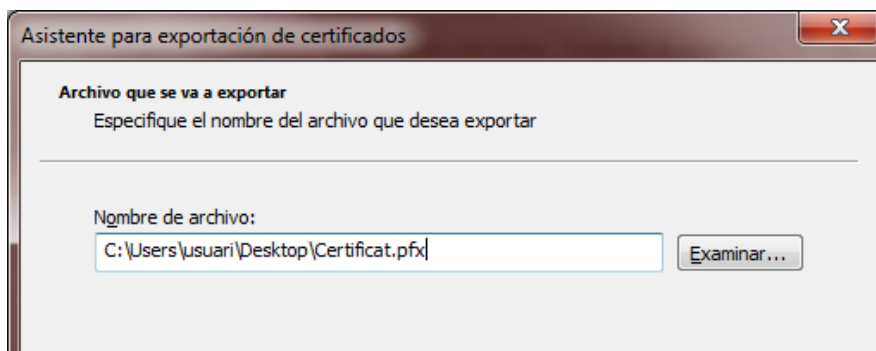 Asistente para exportación de certificados
Archivo que se va a exportar
Especifique el nombre del archivo que desea exportar
Nombre de archivo:
C:\Users\usuari\Desktop\Certificat.pfx
Examinar...